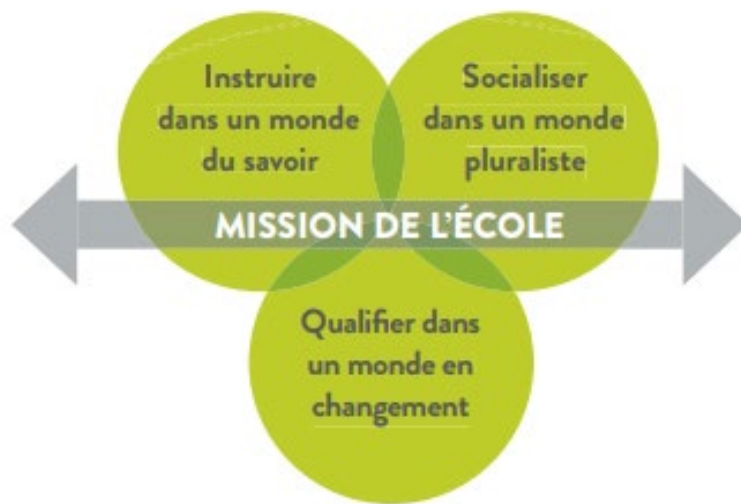 Instruire
dans un monde
du savoir
Socialiser
dans un monde
pluraliste
MISSION DE L'ÉCOLE
Qualifier dans
un monde en
changement